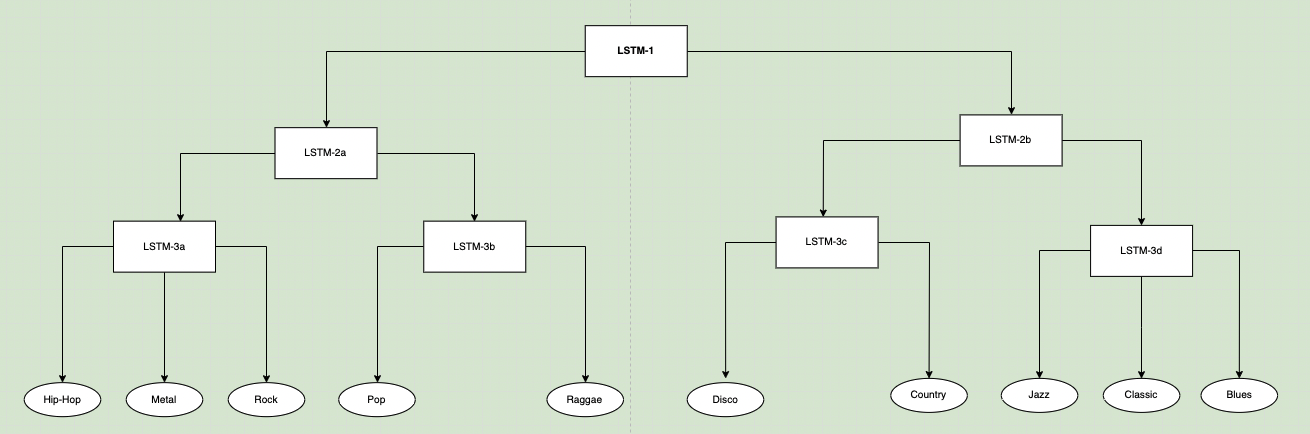 LSTM-1
LSTM-2a
LSTM-2b
LSTM-3a
LSTM-3b
LSTM-3c
LSTM-3d
Hip-Hop
Metal
Rock
Pop
Raggae
Disco
Country
Jazz
Classic
Blues